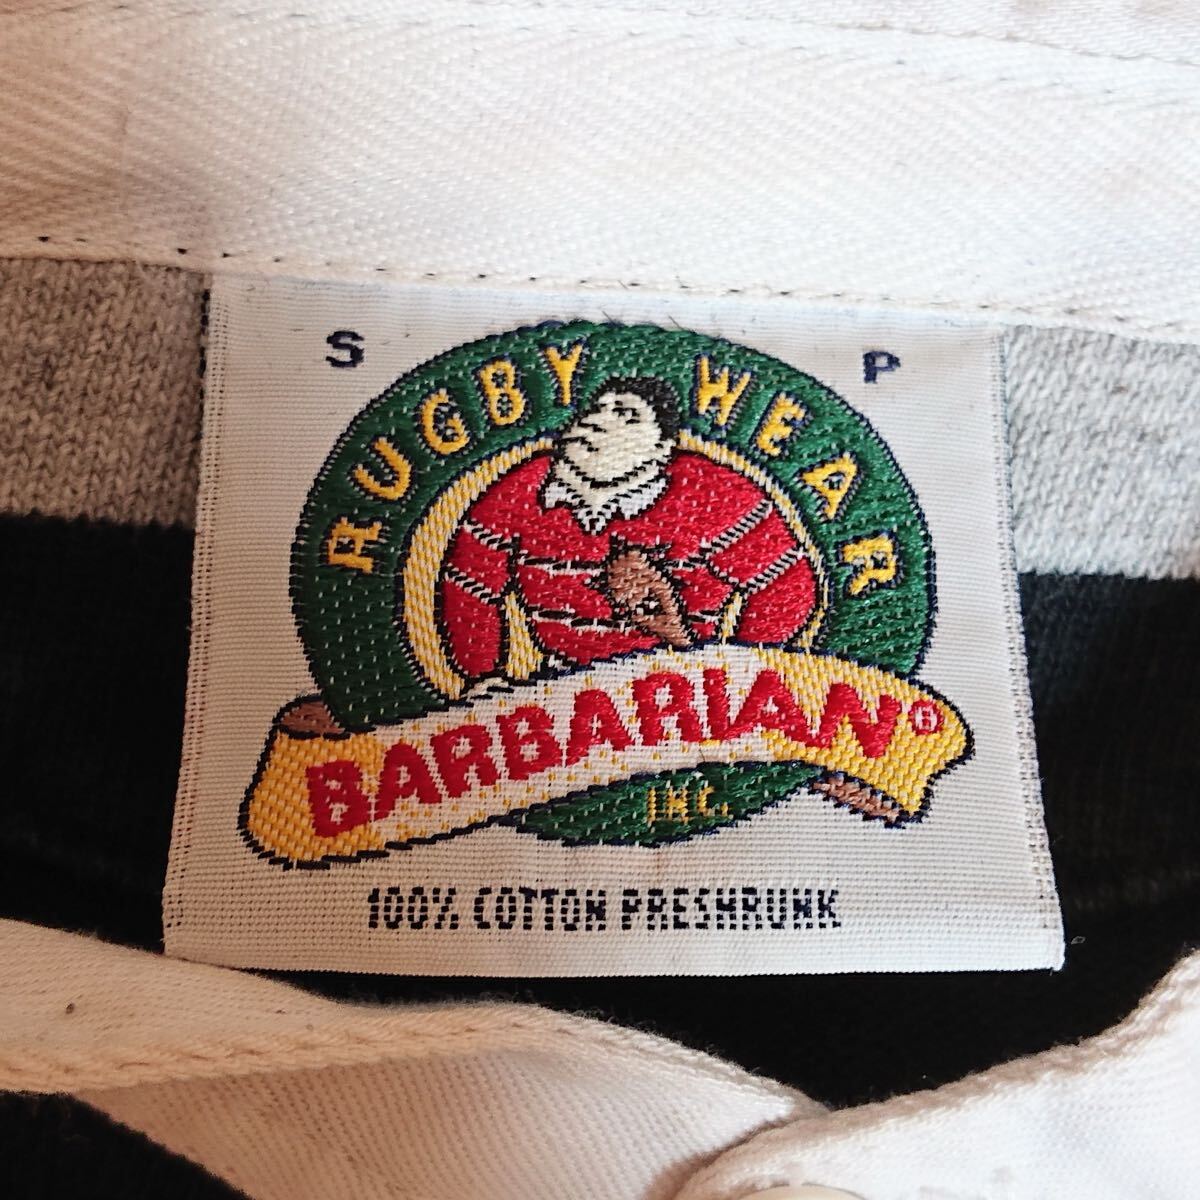 S P
RUGBY WEAR
BARBARIAN®
INC.
100% COTTON PRESHRUNK